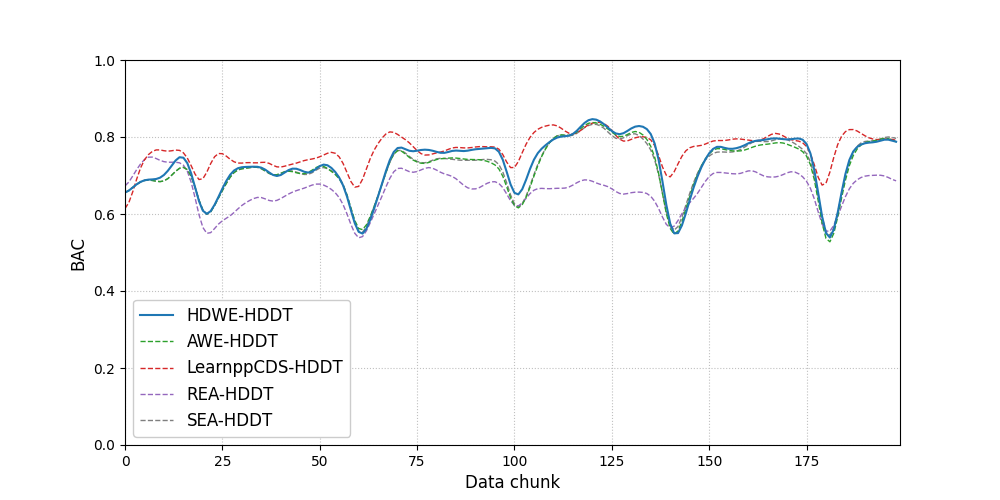 1.0
0.8
0.6
0.4
0.2
0.0
BAC
HDWE-HDDT
AWE-HDDT
LearnppCDS-HDDT
REA-HDDT
SEA-HDDT
0 25 50 75 100 125 150 175
Data chunk